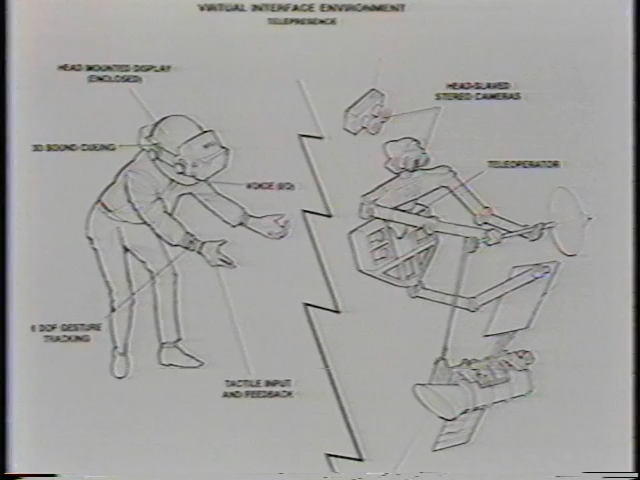 VIRTUAL INTERFACE ENVIRONMENT
TELEPRESENCE
HEAD MOUNTED DISPLAY
(ENCLOSED)
HEAD-SLAVED
STEREO CAMERAS
3D SOUND CUEING
TELEOPERATOR
VOICE I/O
6 DOF GESTURE
TRACKING
TACTILE INPUT
AND FEEDBACK